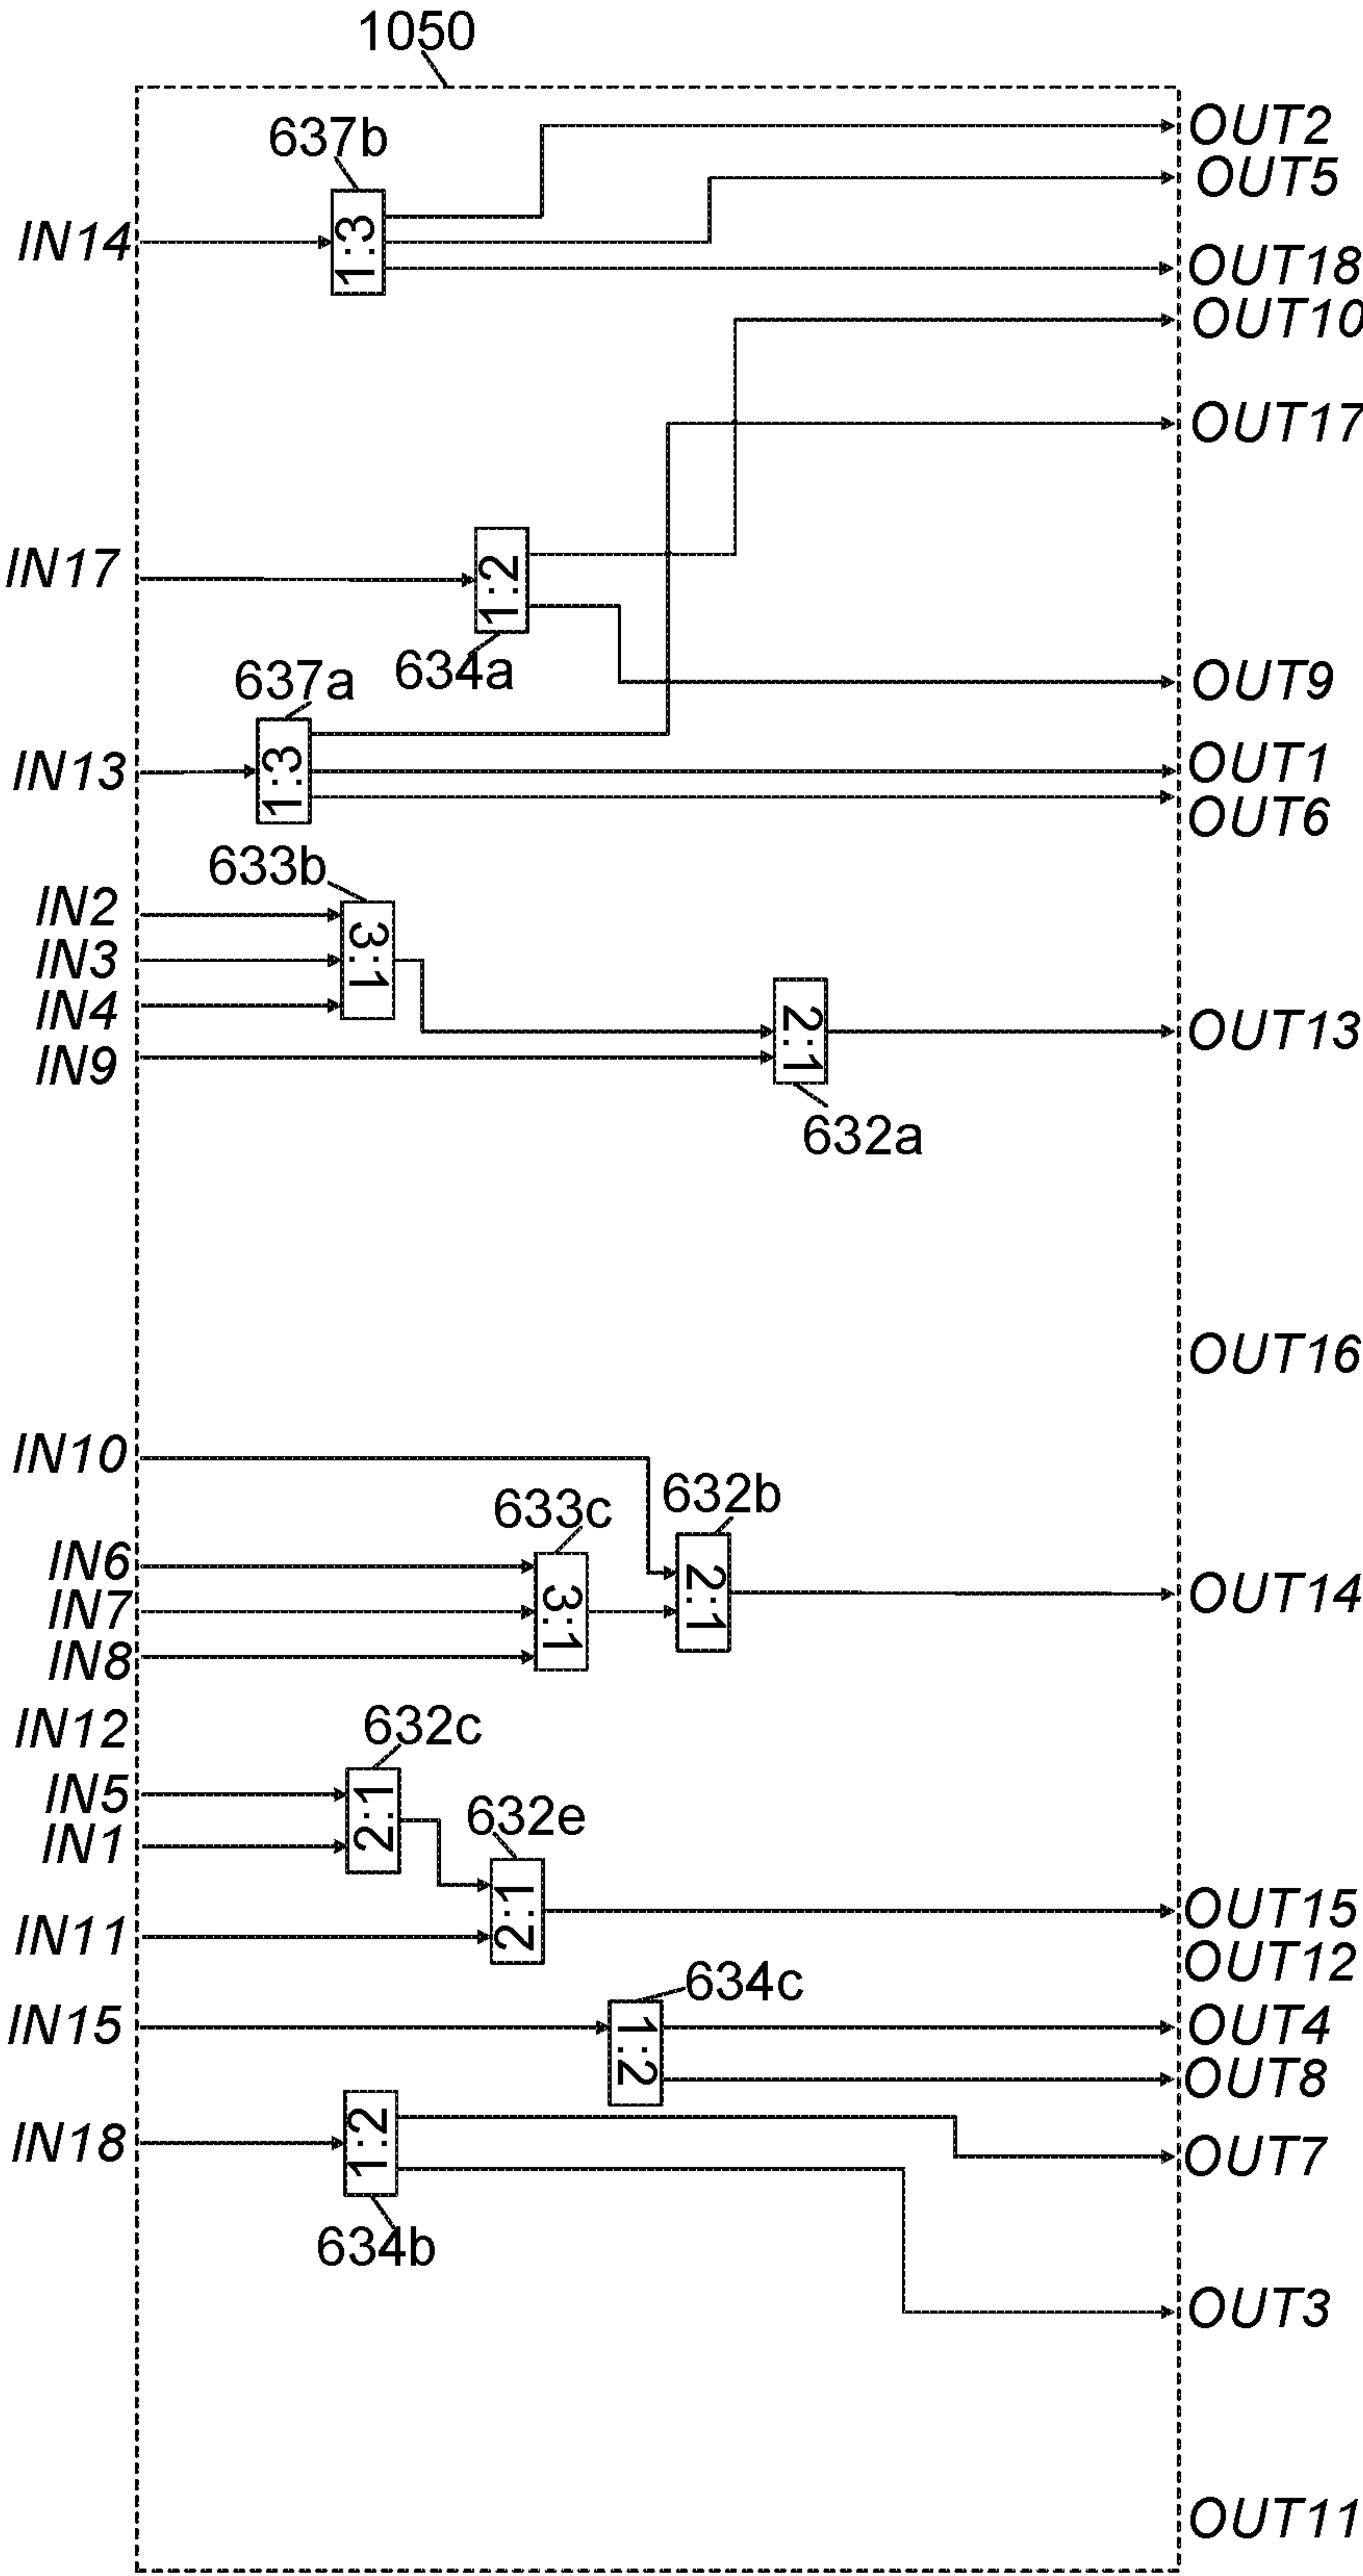 1050
OUT2
637b
OUT5
IN14
1:3
OUT18
OUT10
OUT17
IN17
1:2
634a
637a
OUT9
IN13
1:3
OUT1
OUT6
633b
IN2
3:1
IN3
IN4
2:1
OUT13
IN9
632a
OUT16
IN10
632b
633c
IN6
2:1
OUT14
IN7
3:1
IN8
IN12
632c
IN5
2:1
632e
IN1
2:1
OUT15
IN11
OUT12
634c
IN15
1:2
OUT4
OUT8
IN18
1:2
OUT7
634b
OUT3
OUT11